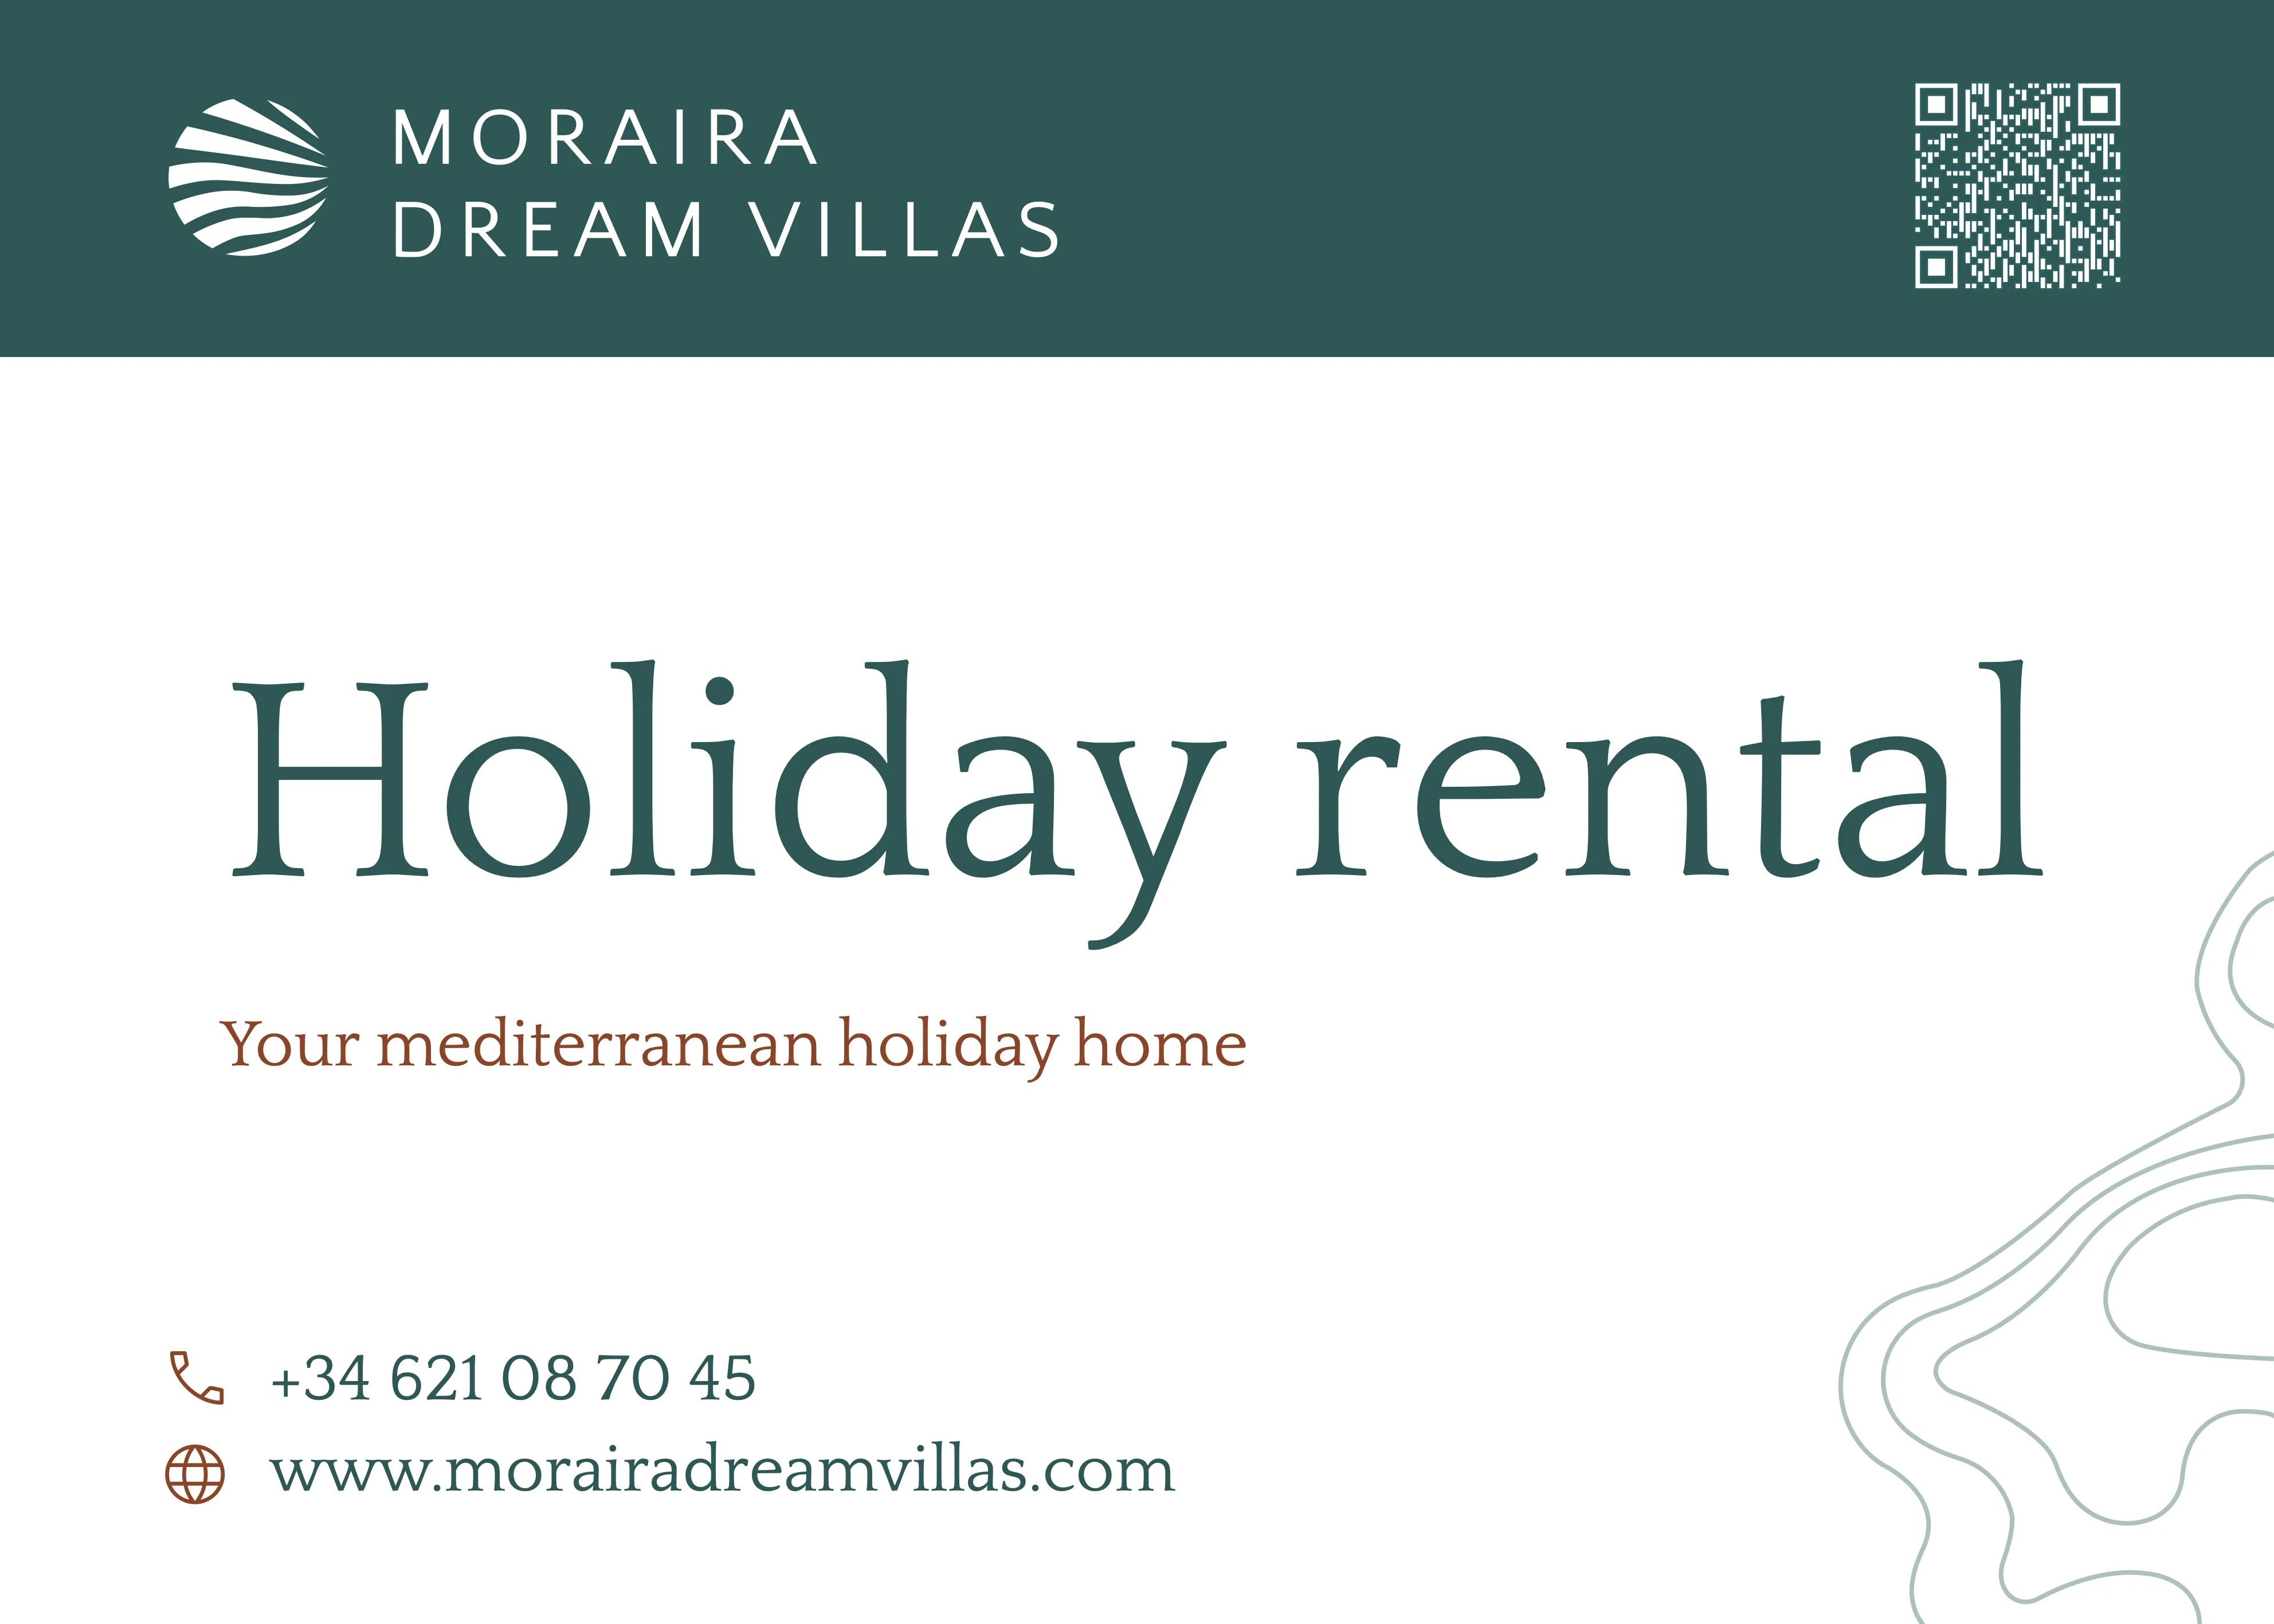 MORAIRA
DREAM VILLAS
Holiday rental
Your mediterranean holiday home
+34 621 08 70 45
www.morairadreamvillas.com